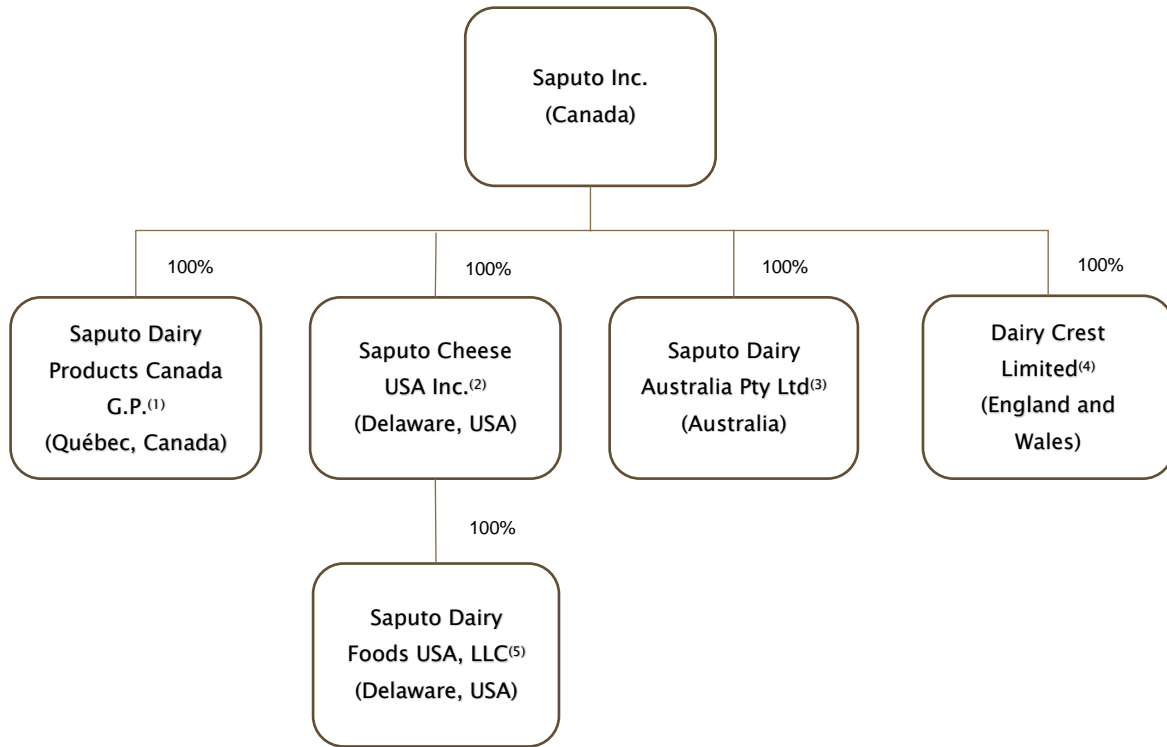 Saputo Inc.
(Canada)
100%
100%
100%
100%
Saputo Dairy
Products Canada
G.P.(1)
(Québec, Canada)
Saputo Cheese
USA Inc.(2)
(Delaware, USA)
Saputo Dairy
Australia Pty Ltd(3)
(Australia)
Dairy Crest
Limited(4)
(England and
Wales)
100%
Saputo Dairy
Foods USA, LLC(5)
(Delaware, USA)